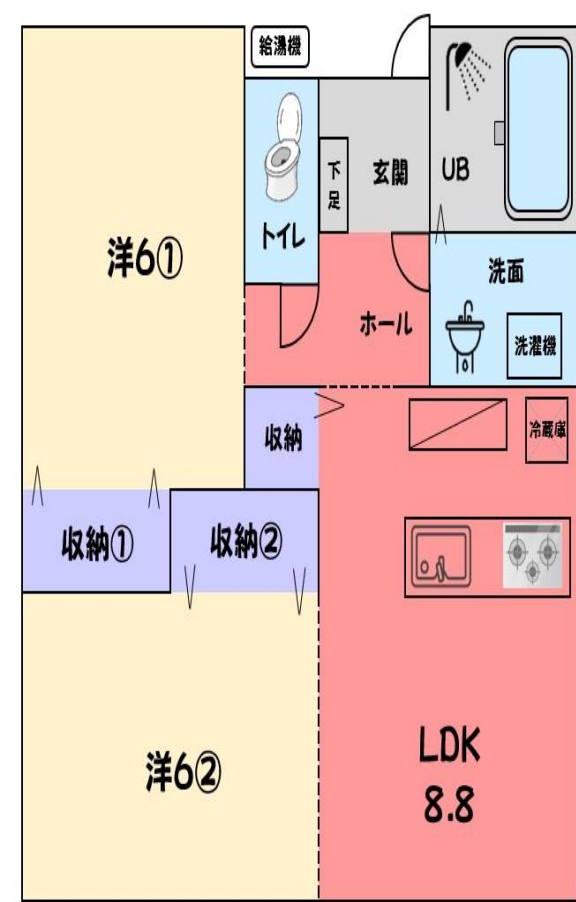 給湯機
下足
玄関
UB
トイレ
洋6①
洗面
ホール
洗濯機
収納
冷蔵庫
収納①
収納②
LDK
8.8
洋6②